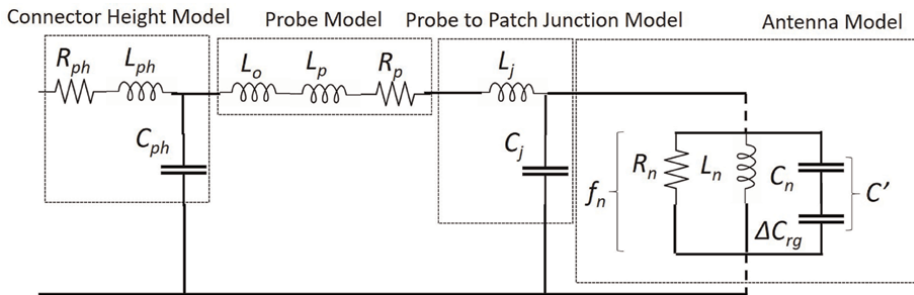 Connector Height Model
Probe Model
Probe to Patch Junction Model
Antenna Model
R_ph
L_ph
C_ph
L_o
L_p
R_p
L_j
C_j
f_n
R_n
L_n
C_n
ΔC_rg
C'